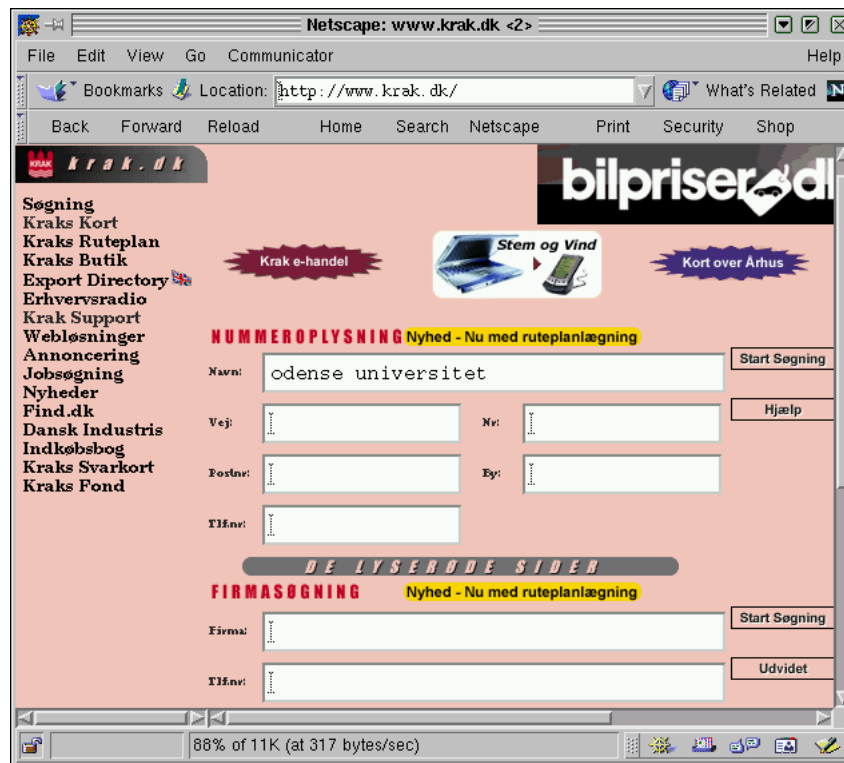 Netscape: www.krak.dk <2>
File Edit View Go Communicator Help
Bookmarks Location: http://www.krak.dk/ What's Related N
Back Forward Reload Home Search Netscape Print Security Shop
KRAK krak.dk
bilpriser.dk
Søgning
Kraks Kort
Kraks Ruteplan
Kraks Butik
Export Directory
Erhvervsradio
Krak Support
Webløsninger
Annoncering
Jobsøgning
Nyheder
Find.dk
Dansk Industris
Indkøbsbog
Kraks Svarkort
Kraks Fond
Krak e-handel
Stem og Vind
Kort over Århus
NUMMEROPLYSNING Nyhed - Nu med ruteplanlægning
Navn: odense universitet Start Søgning
Vej: Nr: Hjælp
Postnr: By:
Tlf.nr:
DE LYSERØDE SIDER
FIRMASØGNING Nyhed - Nu med ruteplanlægning
Firma: Start Søgning
Tlf.nr: Udvidet
88% of 11K (at 317 bytes/sec)